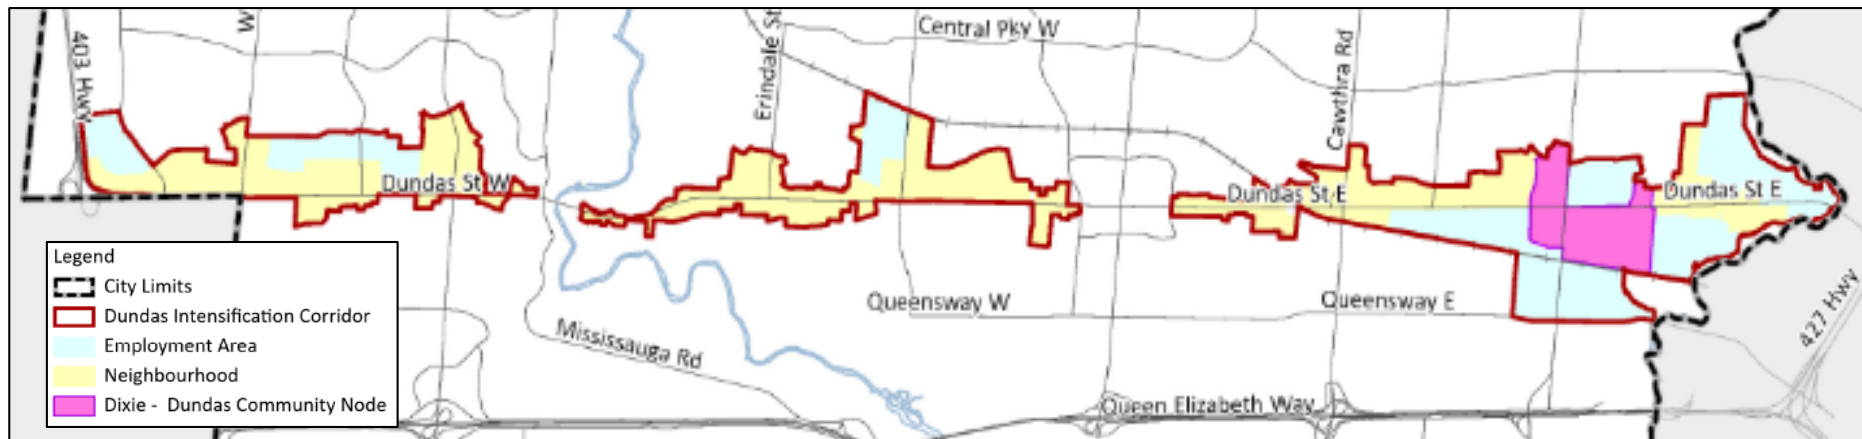 403 Hwy
W
Erindale St
Central Pky W
Cawthra Rd
Dundas St W
Dundas St E
Dundas St E
Queensway W
Queensway E
Mississauga Rd
Queen Elizabeth Way
427 Hwy
Legend
City Limits
Dundas Intensification Corridor
Employment Area
Neighbourhood
Dixie - Dundas Community Node